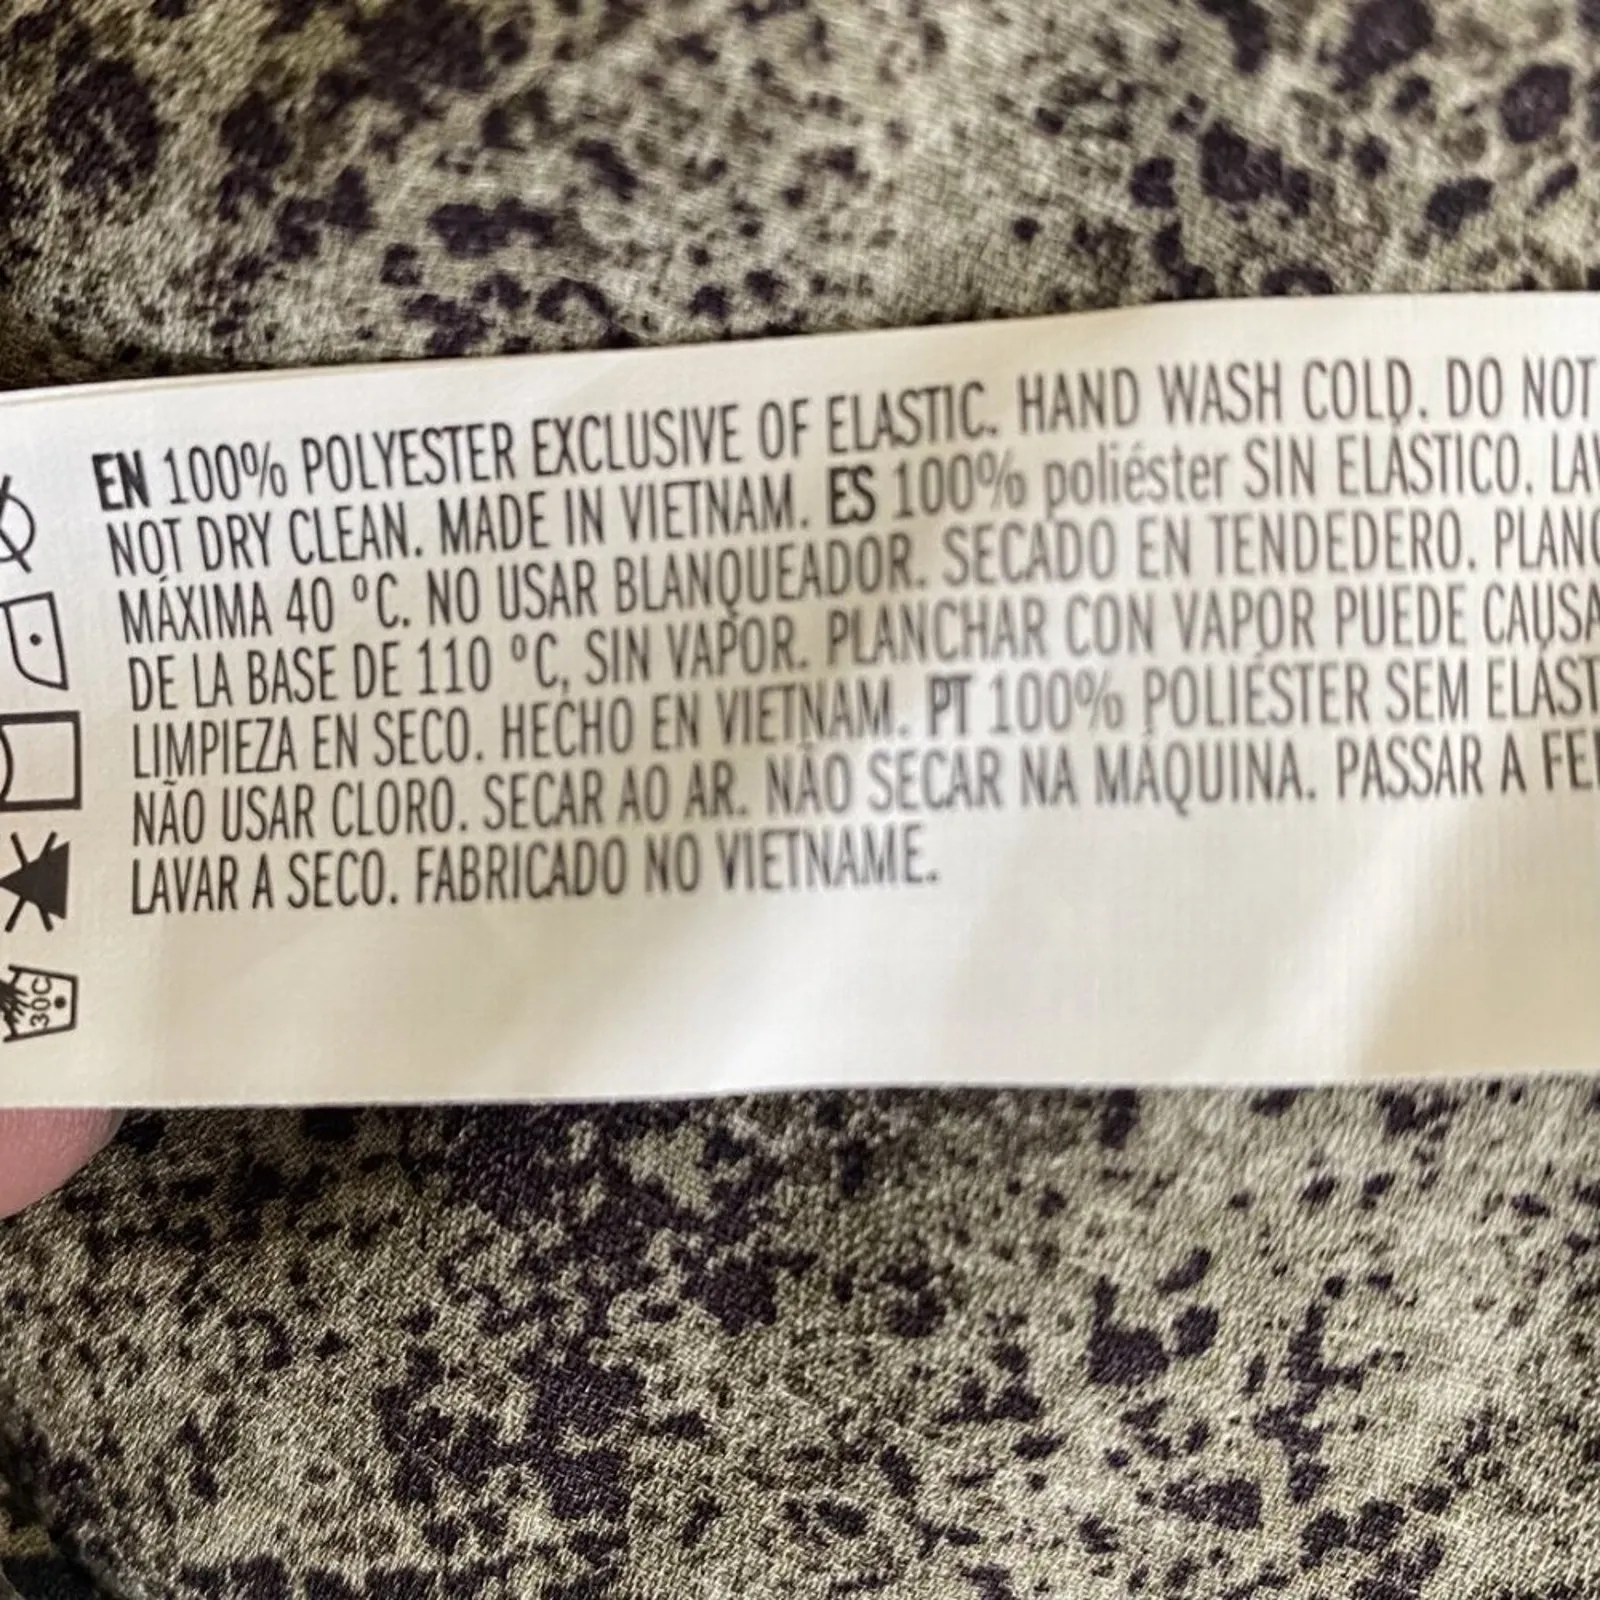 EN 100% POLYESTER EXCLUSIVE OF ELASTIC. HAND WASH COLD. DO NOT
NOT DRY CLEAN. MADE IN VIETNAM. ES 100% poliéster SIN ELÁSTICO.
MÁXIMA 40 °C. NO USAR BLANQUEADOR. SECADO EN TENDEDERO.
DE LA BASE DE 110 °C, SIN VAPOR. PLANCHAR CON VAPOR PUEDE
LIMPIEZA EN SECO. HECHO EN VIETNAM. PT 100% POLIÉSTER SEM
NÃO USAR CLORO. SECAR AO AR. NÃO SECAR NA MÁQUINA. PASSAR A
LAVAR A SECO. FABRICADO NO VIETNAME.
30C